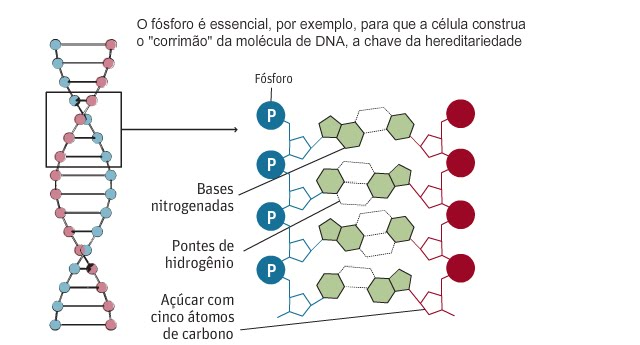 O fósforo é essencial, por exemplo, para que a célula construa
o "corrimão" da molécula de DNA, a chave da hereditariedade
Fósforo
P
P
P
P
Bases
nitrogenadas
Pontes de
hidrogênio
Açúcar com
cinco átomos
de carbono